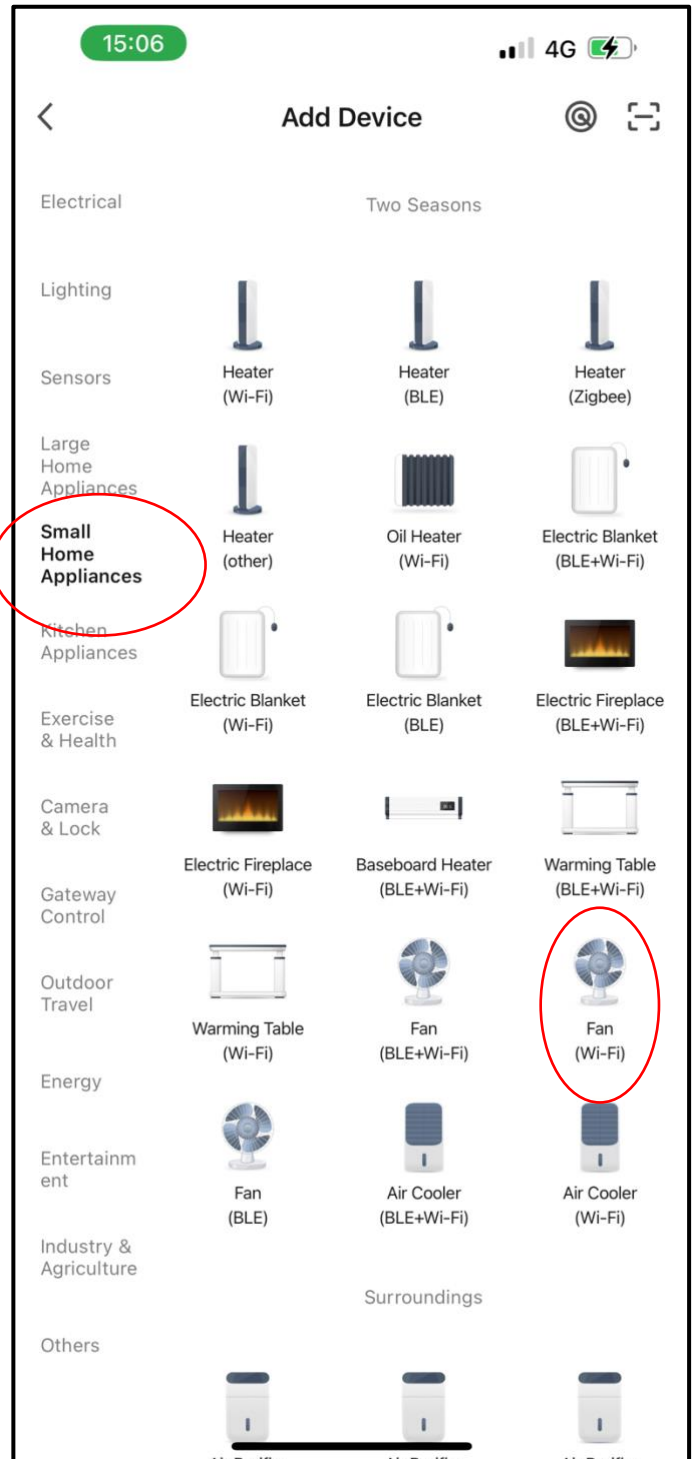 15:06
4G
Add Device
Electrical
Lighting
Sensors
Large
Home
Appliances
Small
Home
Appliances
Kitchen
Appliances
Exercise
& Health
Camera
& Lock
Gateway
Control
Outdoor
Travel
Energy
Entertainm
ent
Industry &
Agriculture
Others
Two Seasons
Heater
(Wi-Fi)
Heater
(BLE)
Heater
(Zigbee)
Heater
(other)
Oil Heater
(Wi-Fi)
Electric Blanket
(BLE+Wi-Fi)
Electric Blanket
(Wi-Fi)
Electric Blanket
(BLE)
Electric Fireplace
(BLE+Wi-Fi)
Electric Fireplace
(Wi-Fi)
Baseboard Heater
(BLE+Wi-Fi)
Warming Table
(BLE+Wi-Fi)
Warming Table
(Wi-Fi)
Fan
(BLE+Wi-Fi)
Fan
(Wi-Fi)
Fan
(BLE)
Air Cooler
(BLE+Wi-Fi)
Air Cooler
(Wi-Fi)
Surroundings